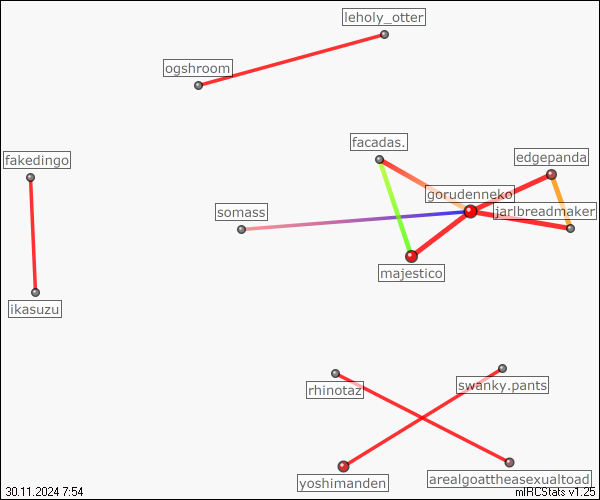 leholy_otter
ogshroom
facadas.
fakedingo
edgepanda
gorudenneko
somass
jarlbreadmaker
majestico
ikasuzu
rhinotaz
swanky.pants
yoshimanden
arealgoattheasexualtoad
30.11.2024 7:54
mIRCStats v1.25